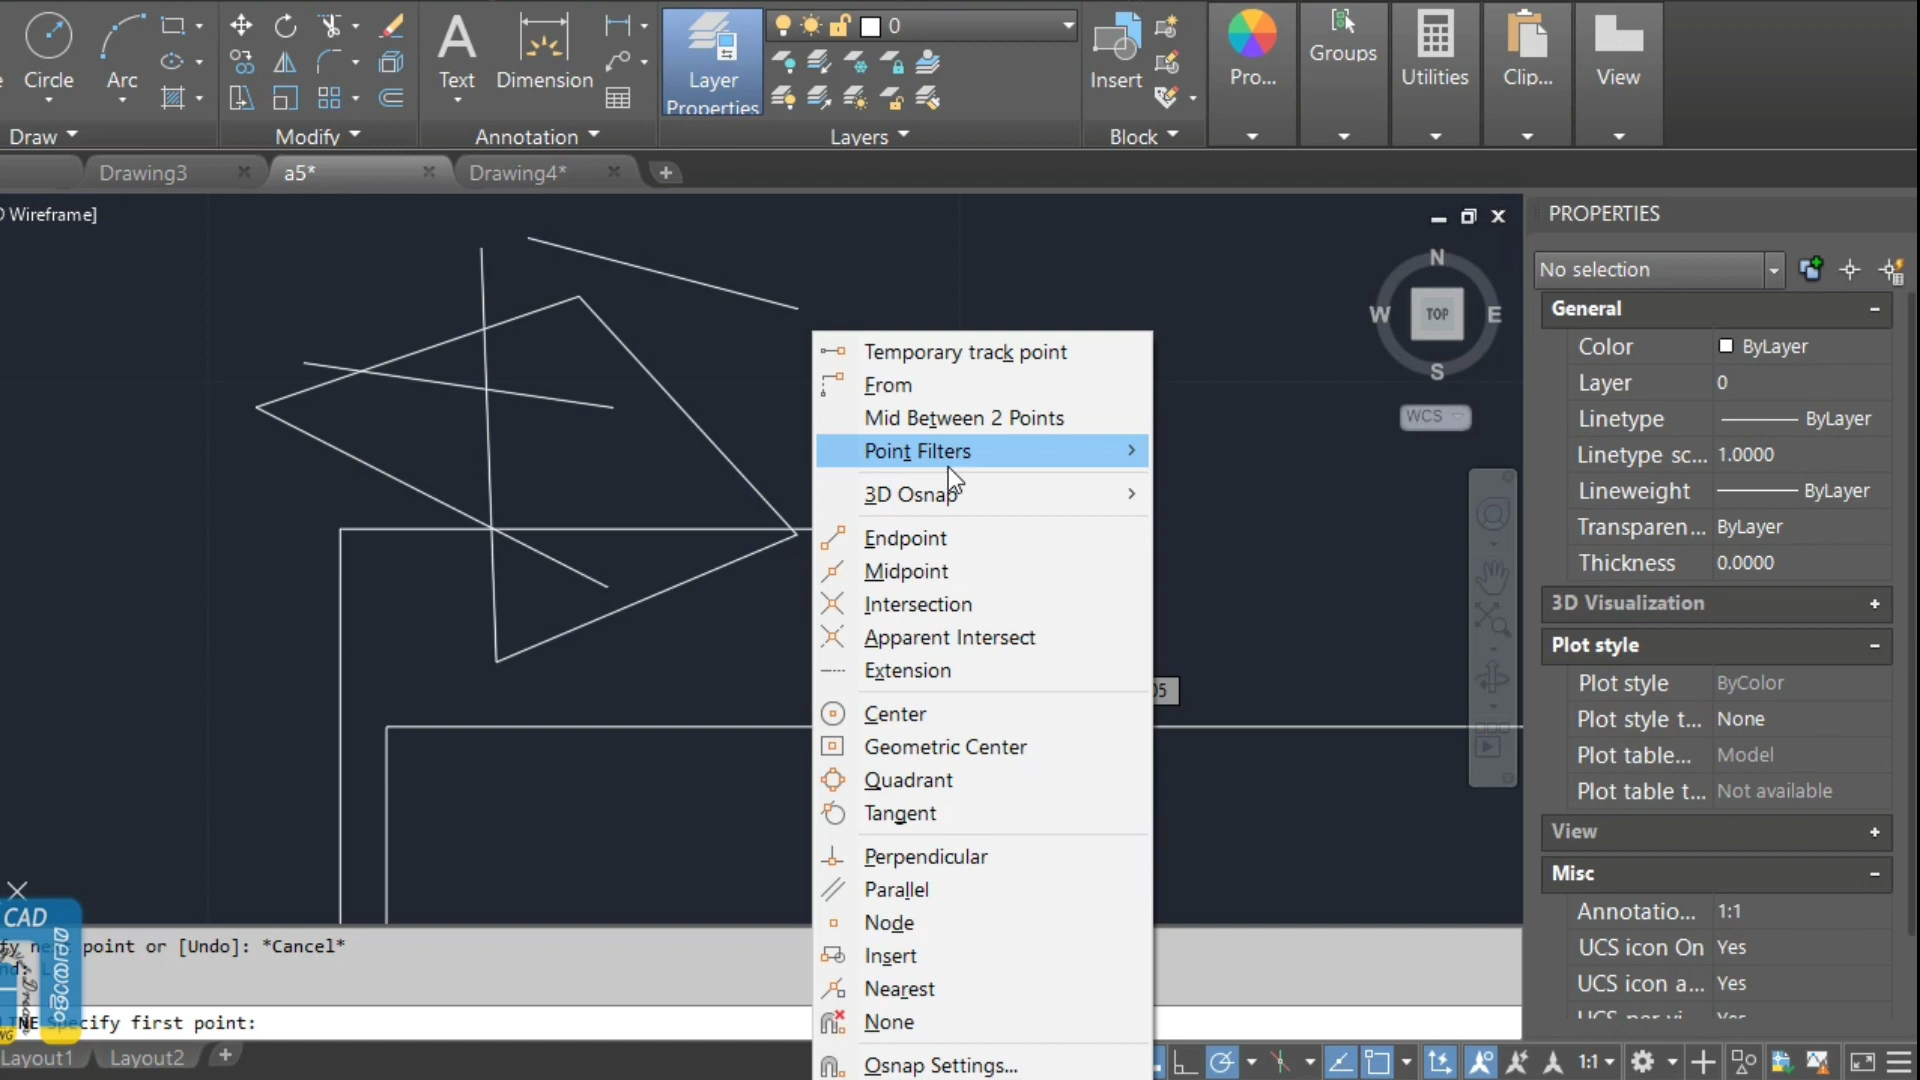 Circle
Arc
Text
Dimension
Layer
Properties
0
Insert
Pro...
Groups
Utilities
Clip...
View
Draw
Modify
Annotation
Layers
Block
Drawing3
a5*
Drawing4*
Wireframe]
N
W
TOP
E
S
WCS
Temporary track point
From
Mid Between 2 Points
Point Filters
3D Osnap
Endpoint
Midpoint
Intersection
Apparent Intersect
Extension
Center
Geometric Center
Quadrant
Tangent
Perpendicular
Parallel
Node
Insert
Nearest
None
Osnap Settings...
PROPERTIES
No selection
General
Color ByLayer
Layer 0
Linetype ByLayer
Linetype sc... 1.0000
Lineweight ByLayer
Transparen... ByLayer
Thickness 0.0000
3D Visualization
Plot style
Plot style ByColor
Plot style t... None
Plot table... Model
Plot table t... Not available
View
Misc
Annotatio... 1:1
UCS icon On Yes
UCS icon a... Yes
CAD
point or [Undo]: *Cancel*
Specify first point:
Layout1
Layout2
1:1